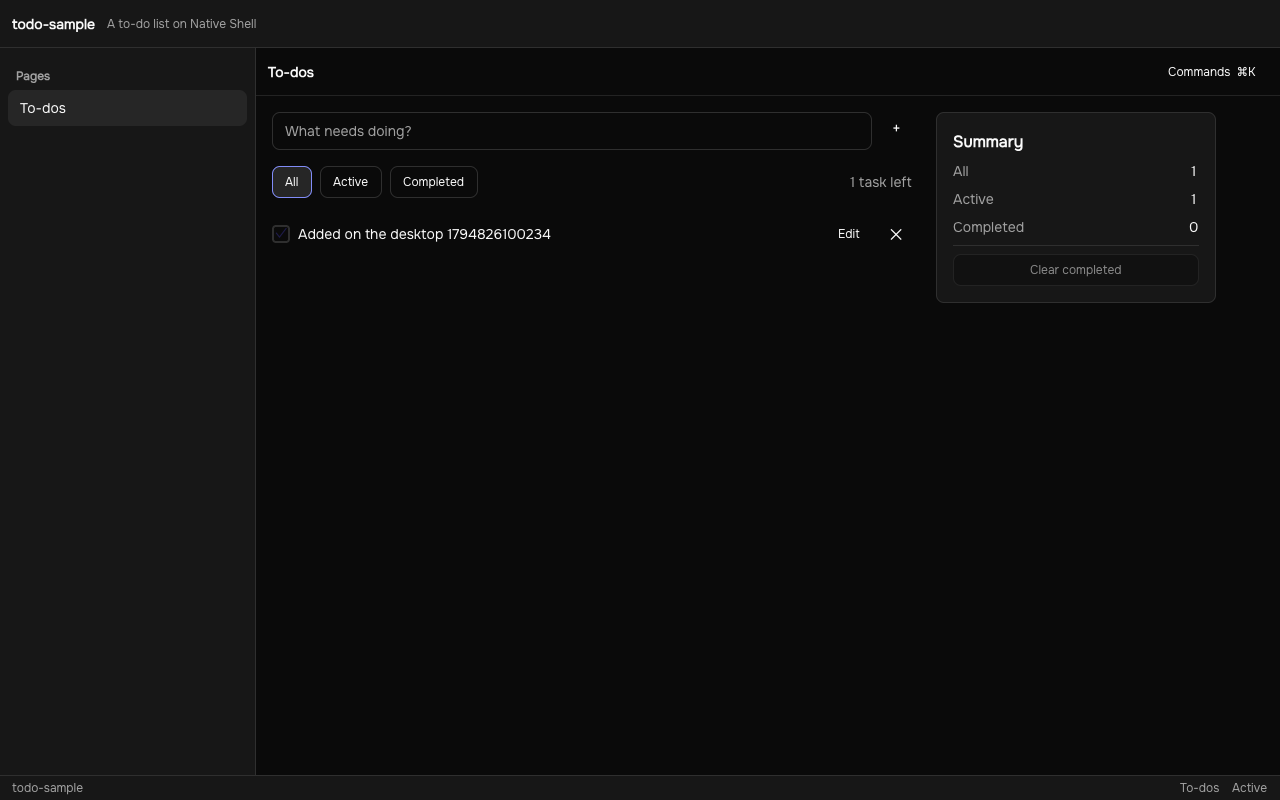 todo-sample A to-do list on Native Shell
Pages
To-dos
To-dos
Commands ⌘K
What needs doing?
+
All Active Completed 1 task left
Added on the desktop 1794826100234 Edit
Summary
All 1
Active 1
Completed 0
Clear completed
todo-sample To-dos Active